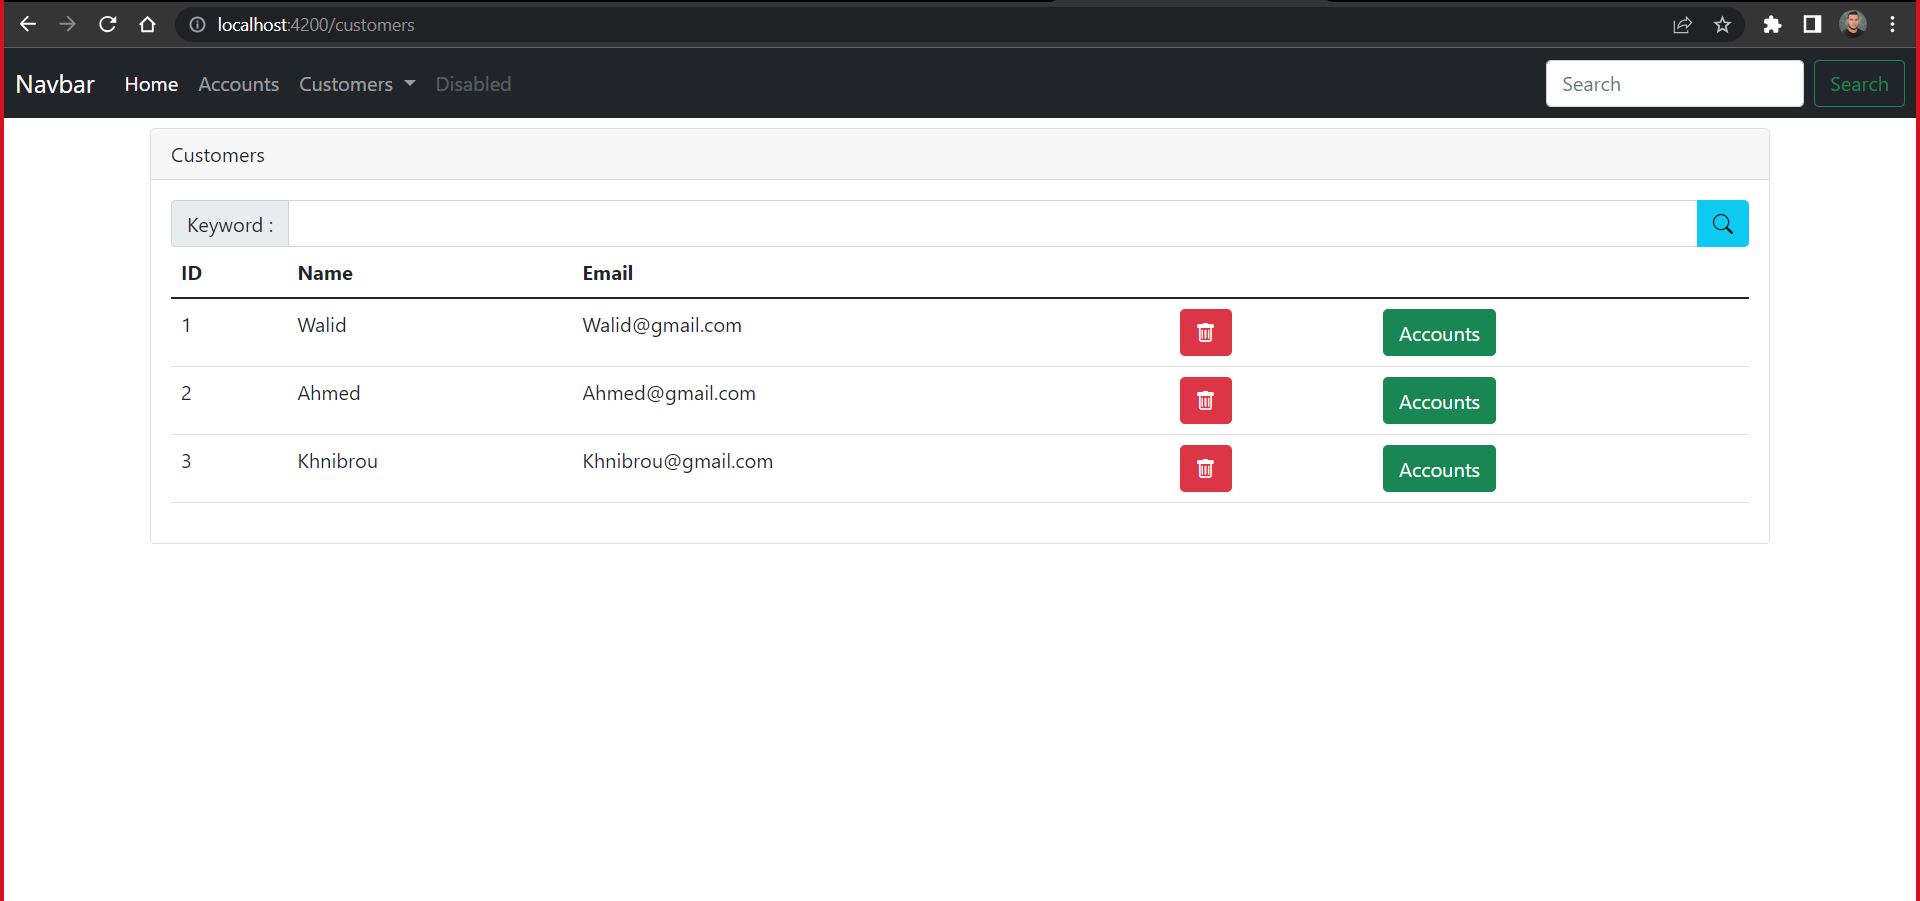 localhost:4200/customers
Navbar Home Accounts Customers Disabled Search Search
Customers
Keyword :
ID Name Email
1 Walid Walid@gmail.com Accounts
2 Ahmed Ahmed@gmail.com Accounts
3 Khnibrou Khnibrou@gmail.com Accounts